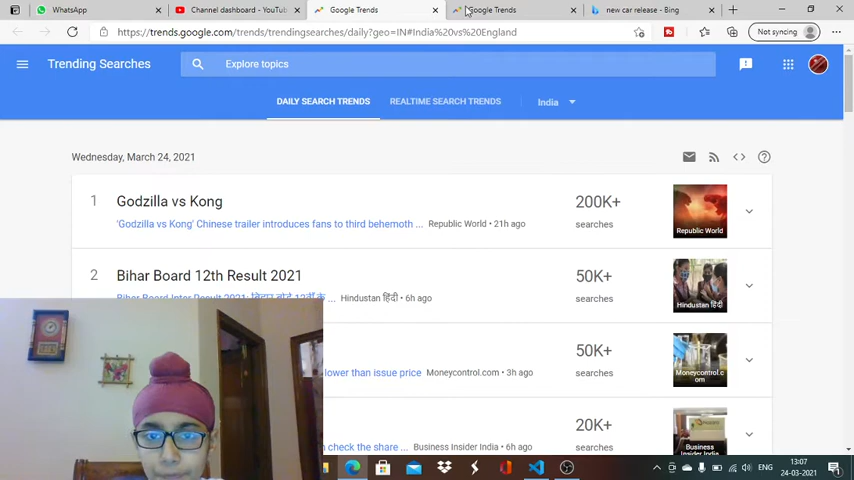 WhatsApp
Channel dashboard - YouTub
Google Trends
Google Trends
new car release - Bing
https://trends.google.com/trends/trendingsearches/daily?geo=IN#India%20vs%20England
Not syncing
Trending Searches
Explore topics
DAILY SEARCH TRENDS
REALTIME SEARCH TRENDS
India
Wednesday, March 24, 2021
1
Godzilla vs Kong
'Godzilla vs Kong' Chinese trailer introduces fans to third behemoth ...
Republic World • 21h ago
200K+
searches
Republic World
2
Bihar Board 12th Result 2021
Bihar Board Inter Result 2021: बिहार बोर्ड 12वीं के ...
Hindustan हिंदी • 6h ago
50K+
searches
Hindustan हिंदी
lower than issue price
Moneycontrol.com • 3h ago
50K+
searches
Moneycontrol.c
om
n check the share ...
Business Insider India • 6h ago
20K+
searches
Business
Insider India
ENG
13:07
24-03-2021